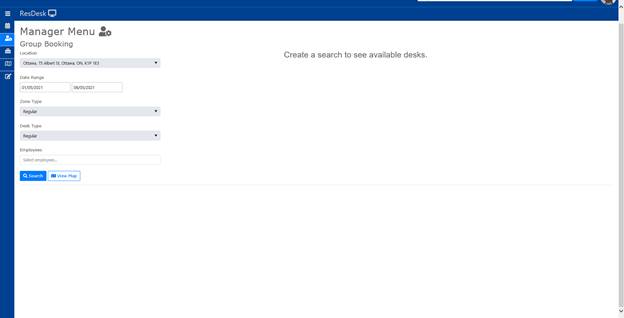 ResDesk
Manager Menu
Group Booking
Location
Ottawa, 75 Albert St, Ottawa, ON, K1P 1E3
Date Range
01/05/2021 06/05/2021
Zone Type
Regular
Desk Type
Regular
Employees
Select employees...
Search View Map
Create a search to see available desks.